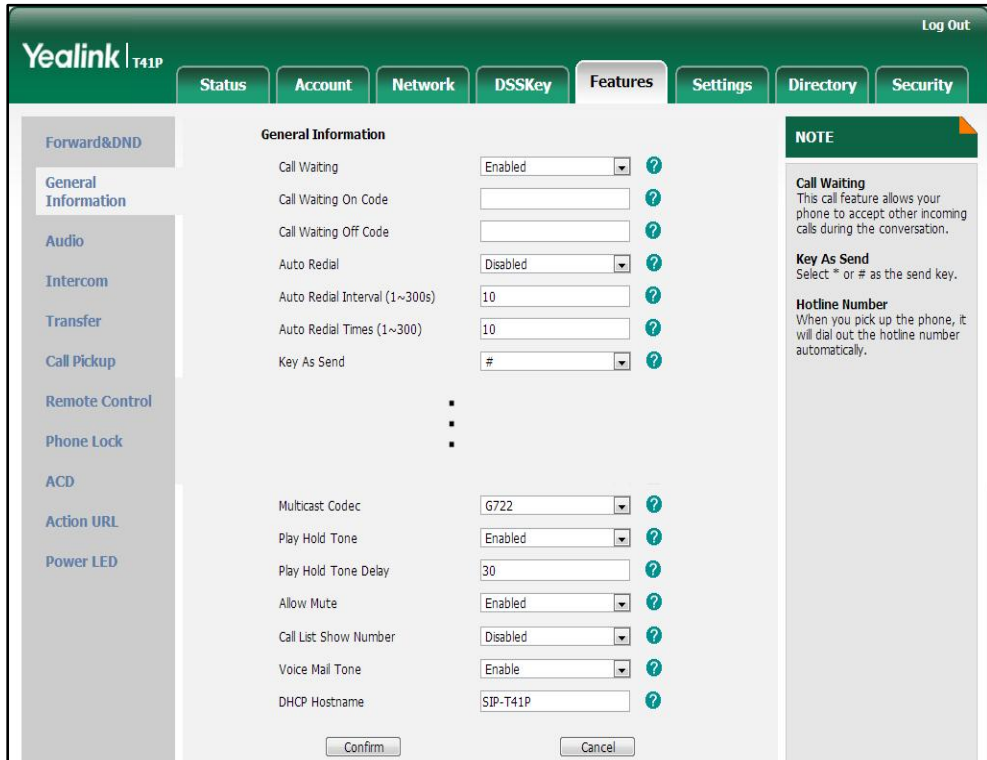 Log Out
Yealink T41P
Status Account Network DSSKey Features Settings Directory Security
Forward&DND
General
Information
Audio
Intercom
Transfer
Call Pickup
Remote Control
Phone Lock
ACD
Action URL
Power LED
General Information
Call Waiting Enabled ?
Call Waiting On Code ?
Call Waiting Off Code ?
Auto Redial Disabled ?
Auto Redial Interval (1~300s) 10 ?
Auto Redial Times (1~300) 10 ?
Key As Send # ?
Multicast Codec G722 ?
Play Hold Tone Enabled ?
Play Hold Tone Delay 30 ?
Allow Mute Enabled ?
Call List Show Number Disabled ?
Voice Mail Tone Enable ?
DHCP Hostname SIP-T41P ?
Confirm Cancel
NOTE
Call Waiting
This call feature allows your
phone to accept other incoming
calls during the conversation.
Key As Send
Select * or # as the send key.
Hotline Number
When you pick up the phone, it
will dial out the hotline number
automatically.